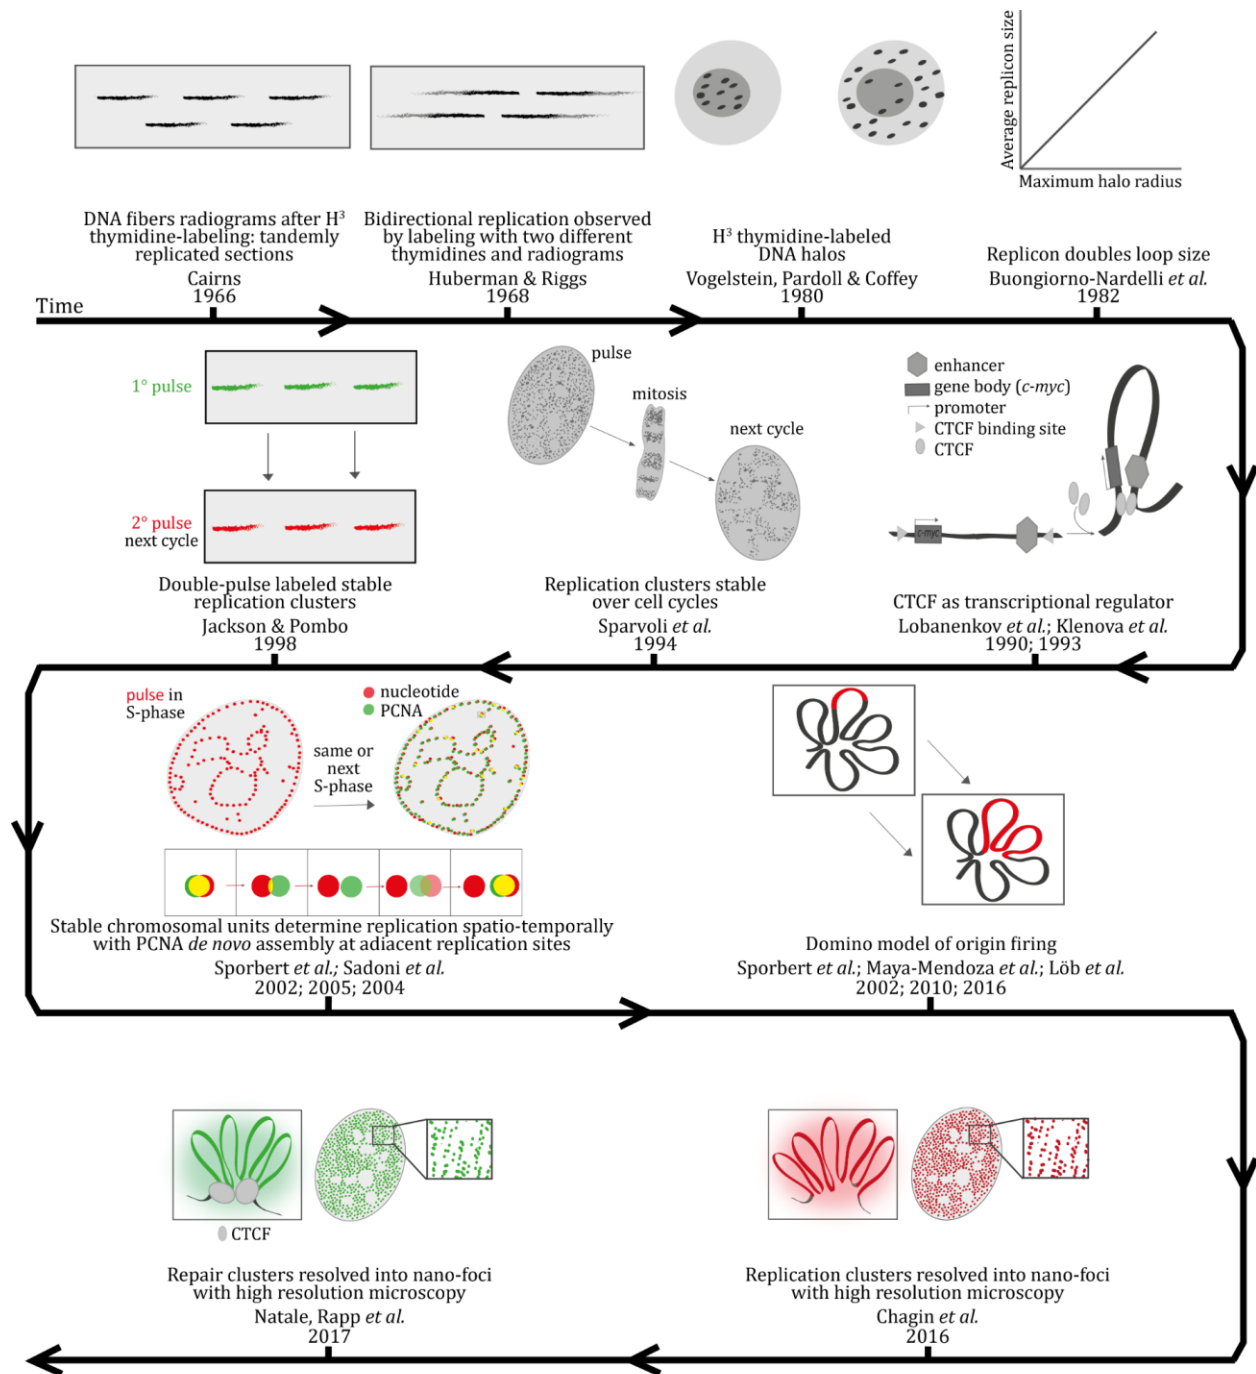 Average replicon size
Maximum halo radius
DNA fibers radiograms after H³
thymidine-labeling: tandemly
replicated sections
Cairns
1966
Bidirectional replication observed
by labeling with two different
thymidines and radiograms
Huberman & Riggs
1968
H³ thymidine-labeled
DNA halos
Vogelstein, Pardoll & Coffey
1980
Replicon doubles loop size
Buongiorno-Nardelli et al.
1982
Time
1° pulse
2° pulse
next cycle
Double-pulse labeled stable
replication clusters
Jackson & Pombo
1998
pulse
mitosis
next cycle
Replication clusters stable
over cell cycles
Sparvoli et al.
1994
enhancer
gene body (c-myc)
promoter
CTCF binding site
CTCF
c-myc
CTCF as transcriptional regulator
Lobanenkov et al.; Klenova et al.
1990; 1993
pulse in
S-phase
nucleotide
PCNA
same or
next
S-phase
Stable chromosomal units determine replication spatio-temporally
with PCNA de novo assembly at adjacent replication sites
Sporbert et al.; Sadoni et al.
2002; 2005; 2004
Domino model of origin firing
Sporbert et al.; Maya-Mendoza et al.; Löb et al.
2002; 2010; 2016
CTCF
Repair clusters resolved into nano-foci
with high resolution microscopy
Natale, Rapp et al.
2017
Replication clusters resolved into nano-foci
with high resolution microscopy
Chagin et al.
2016